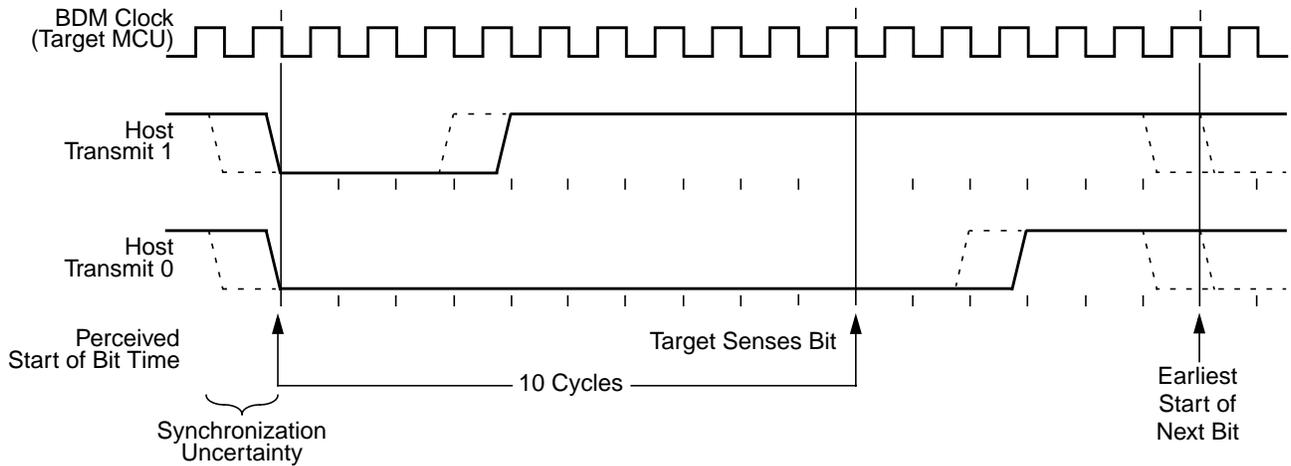 BDM Clock
(Target MCU)
Host
Transmit 1
Host
Transmit 0
Perceived
Start of Bit Time
Target Senses Bit
10 Cycles
Earliest
Start of
Next Bit
Synchronization
Uncertainty